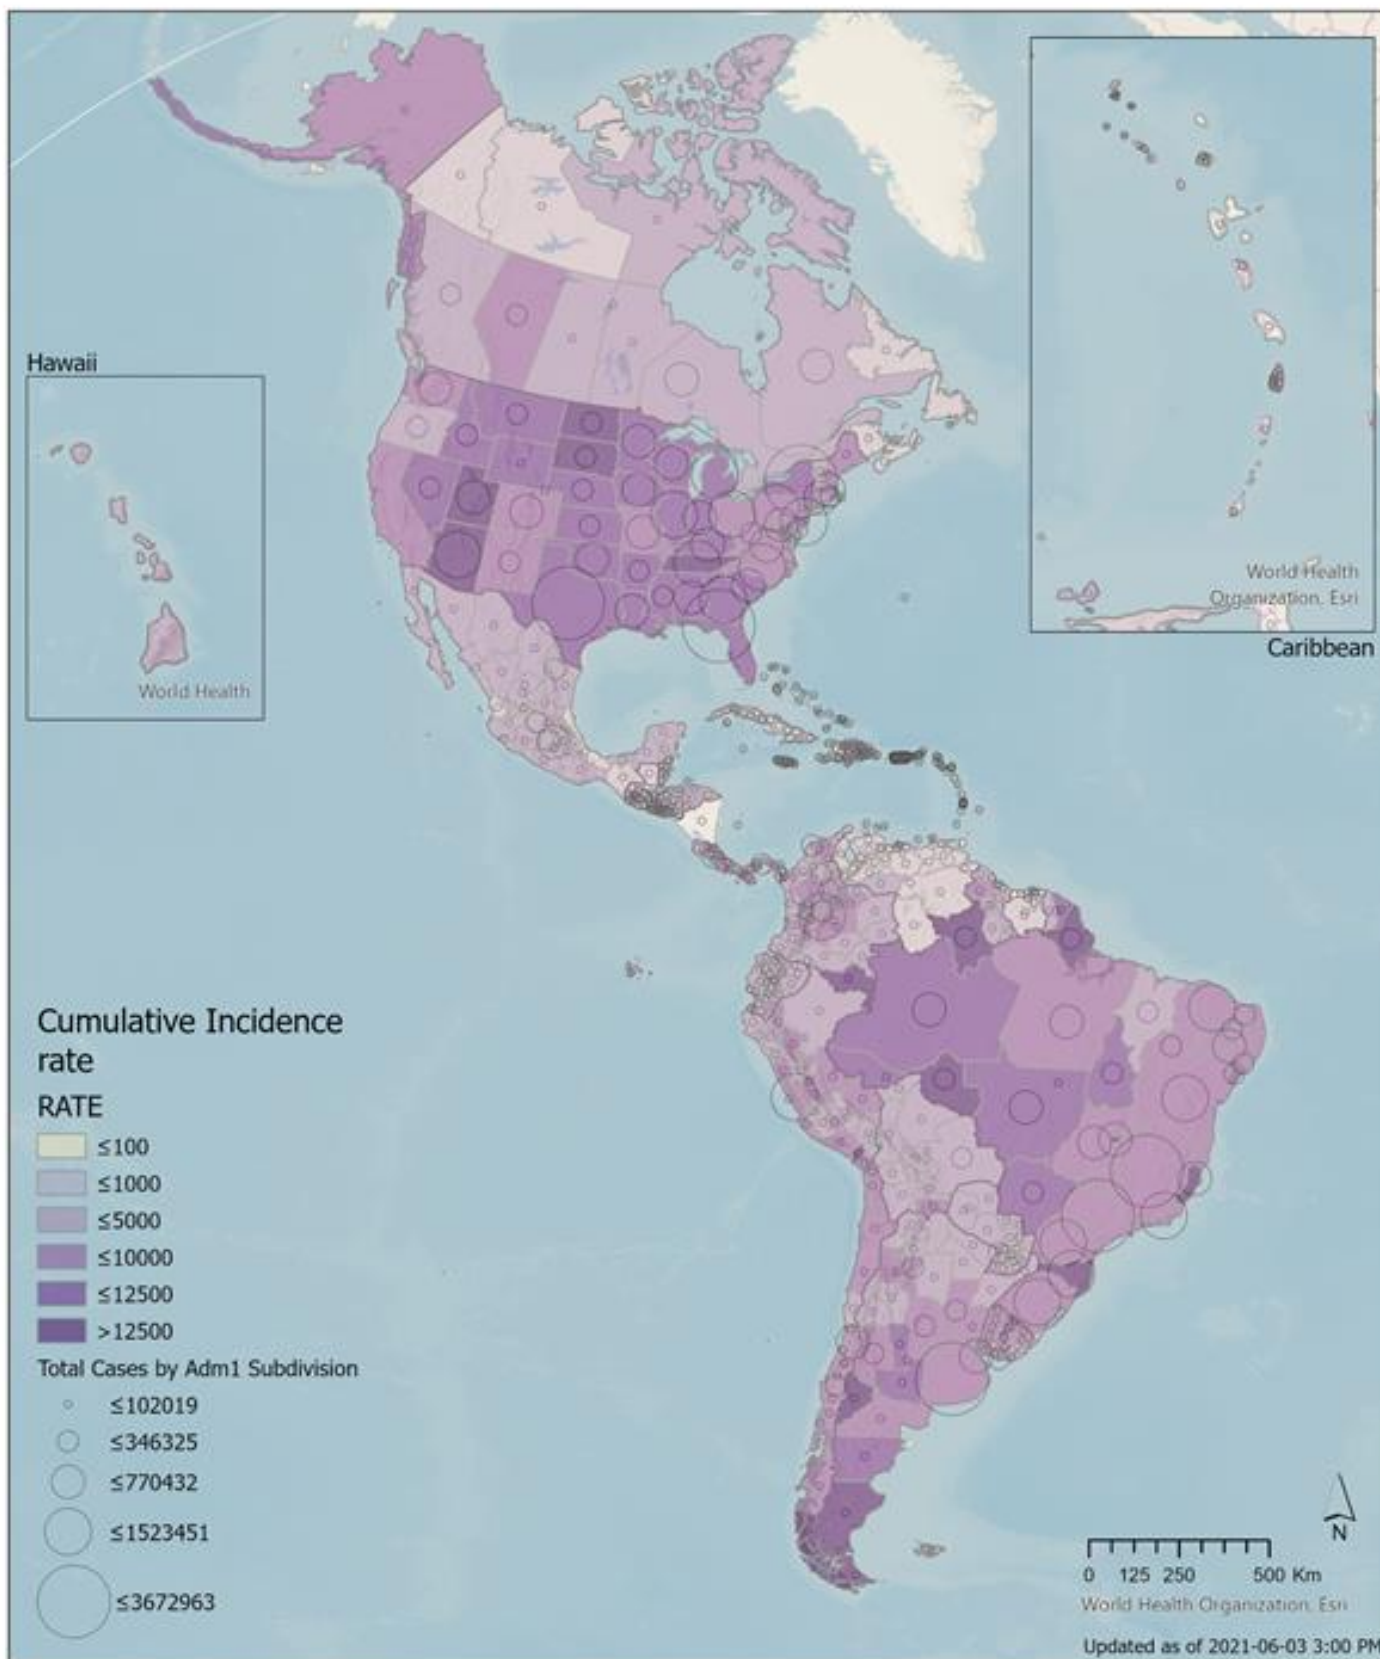 Hawaii
World Health
World Health
Organization, Esri
Caribbean
Cumulative Incidence
rate
RATE
≤100
≤1000
≤5000
≤10000
≤12500
>12500
Total Cases by Adm1 Subdivision
≤102019
≤346325
≤770432
≤1523451
≤3672963
N
0 125 250 500 Km
World Health Organization, Esri
Updated as of 2021-06-03 3:00 PM